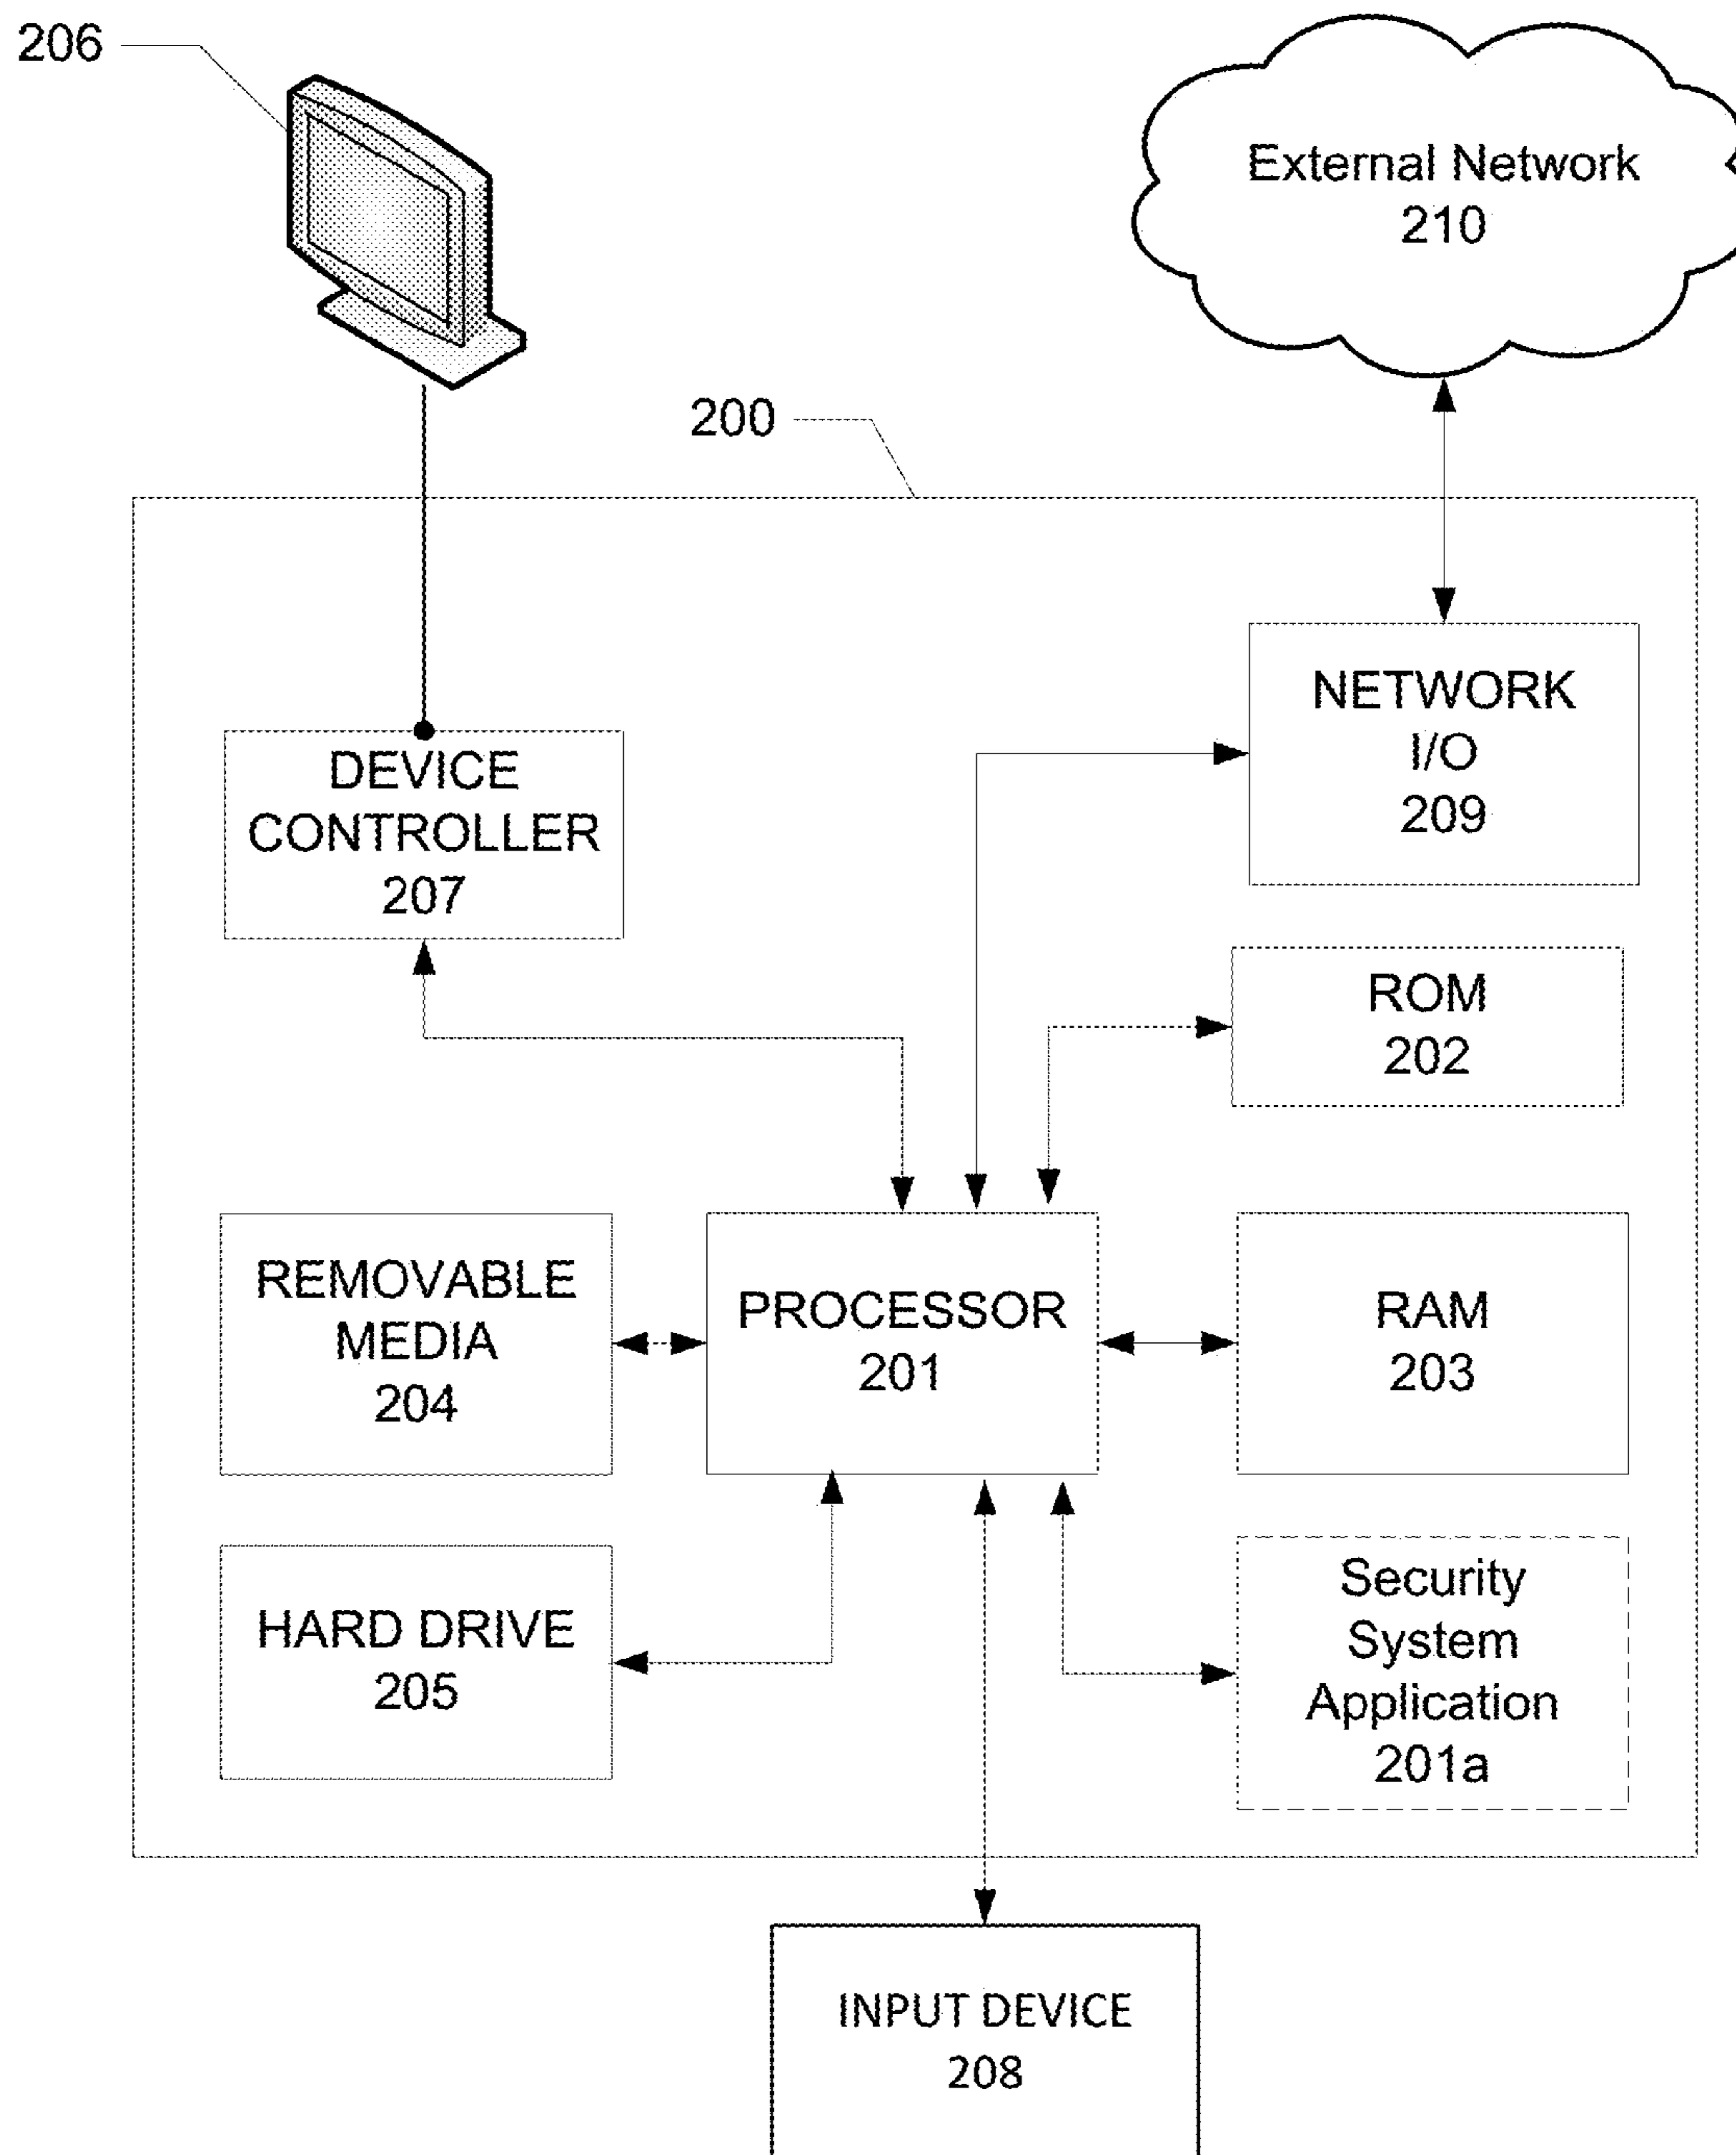 206
External Network
210
200
NETWORK
I/O
209
DEVICE
CONTROLLER
207
ROM
202
REMOVABLE
MEDIA
204
PROCESSOR
201
RAM
203
HARD DRIVE
205
Security
System
Application
201a
INPUT DEVICE
208